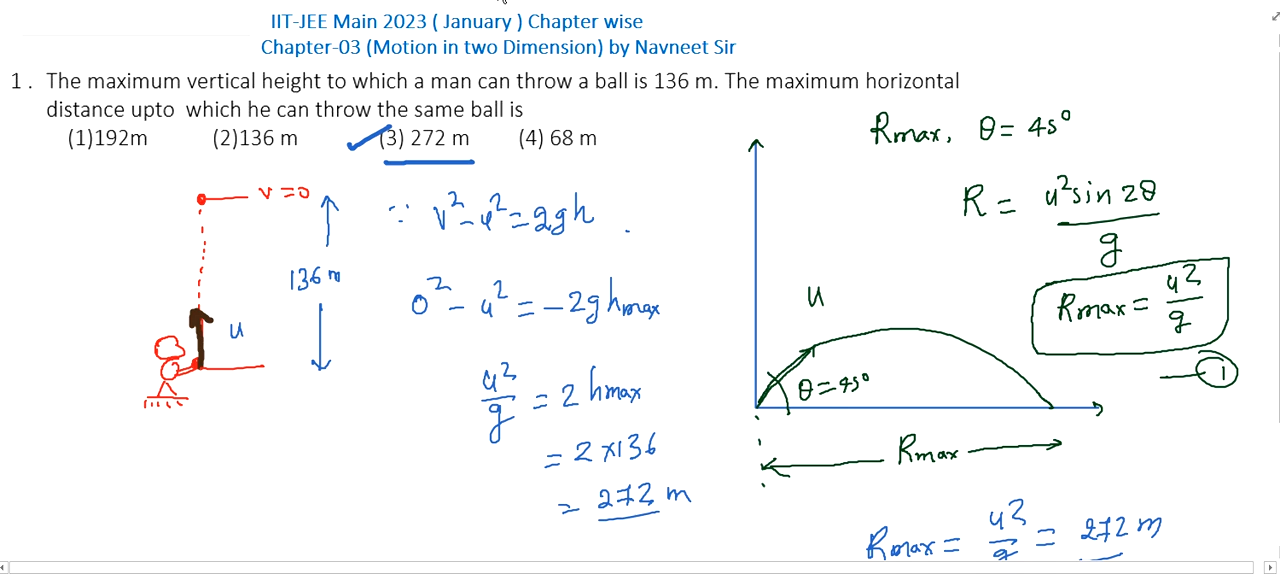 IIT-JEE Main 2023 ( January ) Chapter wise
Chapter-03 (Motion in two Dimension) by Navneet Sir
1 . The maximum vertical height to which a man can throw a ball is 136 m. The maximum horizontal
distance upto which he can throw the same ball is
(1)192m (2)136 m (3) 272 m (4) 68 m
Rmax, θ = 45°
v = 0
∵ v² - u² = 2gh .
R = u² sin 2θ / g
136 m
0² - u² = - 2g hmax
u
Rmax = u² / g
u
1
u² / g = 2 hmax
θ = 45°
= 2 × 136
Rmax
= 272 m
Rmax = u² / g = 272 m